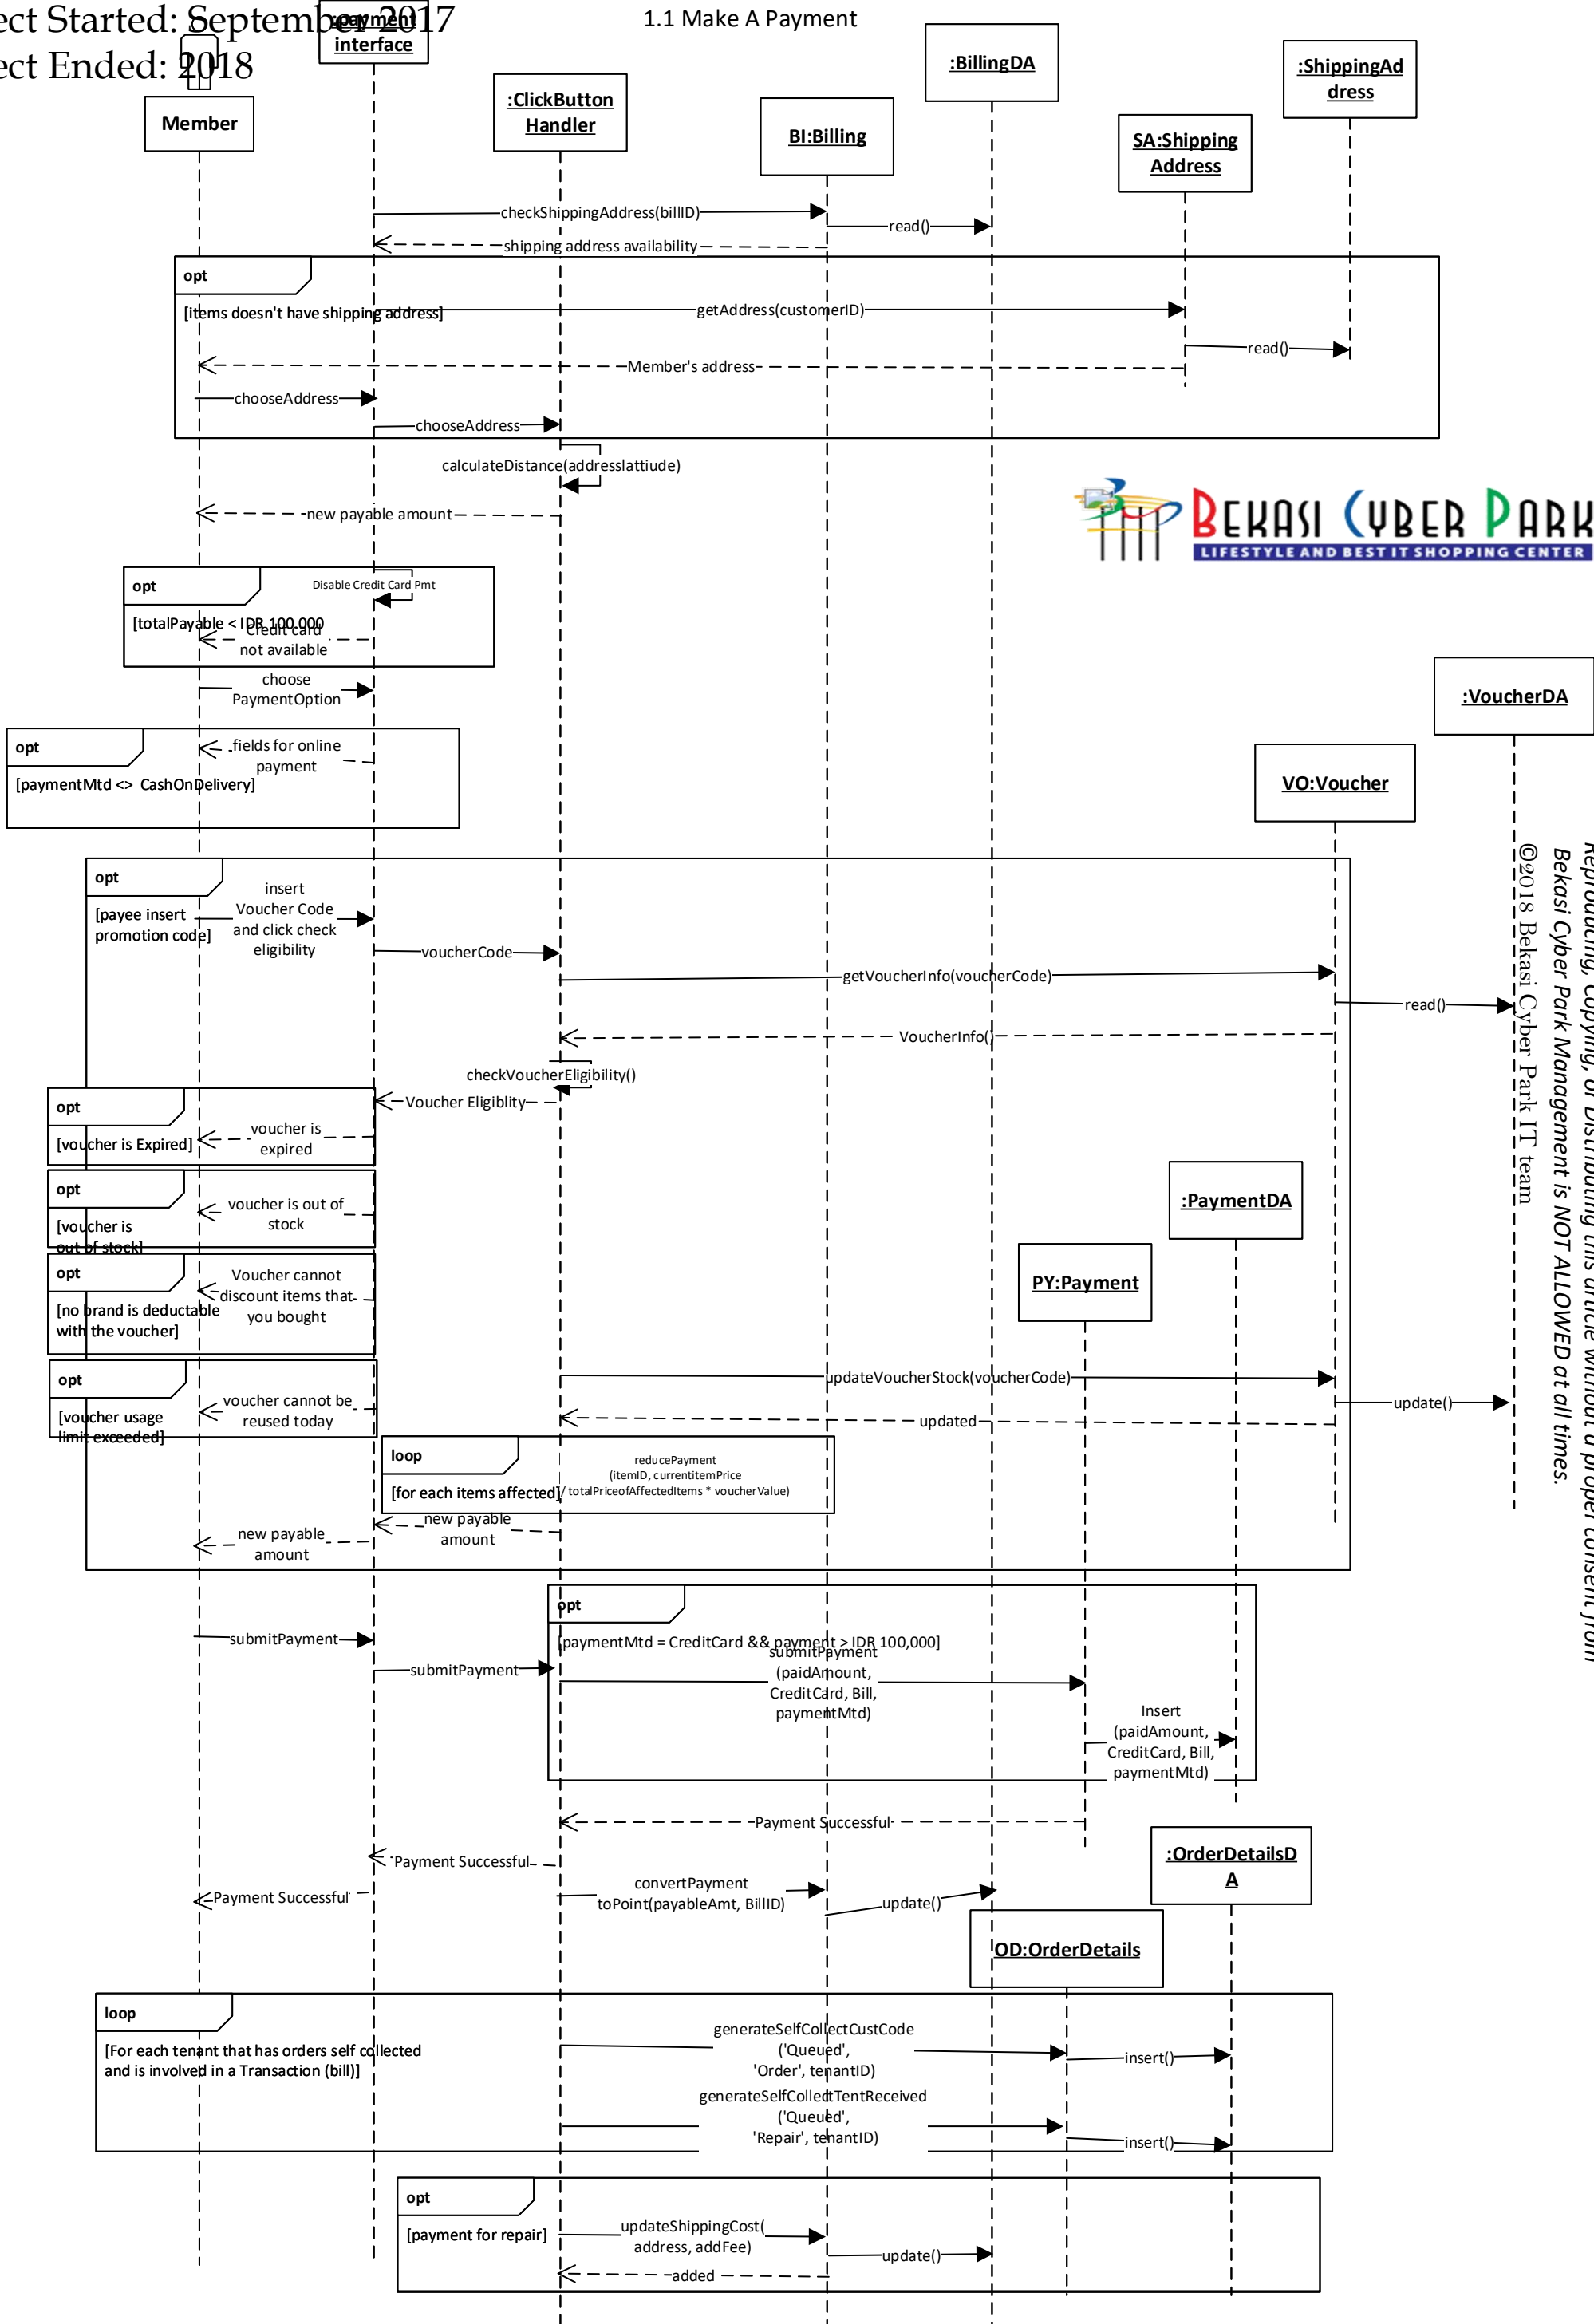 ect Started: September 2017
ect Ended: 2018
:payment
interface
1.1 Make A Payment
:BillingDA
:ShippingAd
dress
:ClickButton
Handler
Member
BI:Billing
SA:Shipping
Address
checkShippingAddress(billID)
read()
shipping address availability
opt
[items doesn't have shipping address]
getAddress(customerID)
read()
Member's address
chooseAddress
chooseAddress
calculateDistance(addresslattiude)
new payable amount
BEKASI CYBER PARK
LIFESTYLE AND BEST IT SHOPPING CENTER
opt
Disable Credit Card Pmt
[totalPayable < IDR 100.000
Credit card
not available
choose
PaymentOption
:VoucherDA
opt
fields for online
payment
[paymentMtd <> CashOnDelivery]
VO:Voucher
Reproducing, Copying, or Distributing this article without a proper consent from
Bekasi Cyber Park Management is NOT ALLOWED at all times.
©2018 Bekasi Cyber Park IT team
opt
[payee insert
promotion code]
insert
Voucher Code
and click check
eligibility
voucherCode
getVoucherInfo(voucherCode)
read()
VoucherInfo()
checkVoucherEligibility()
Voucher Eligiblity
opt
[voucher is Expired]
voucher is
expired
opt
[voucher is
out of stock]
voucher is out of
stock
:PaymentDA
opt
[no brand is deductable
with the voucher]
Voucher cannot
discount items that
you bought
PY:Payment
opt
[voucher usage
limit exceeded]
voucher cannot be
reused today
updateVoucherStock(voucherCode)
update()
updated
loop
[for each items affected]
reducePayment
(itemID, currentitemPrice
/ totalPriceofAffectedItems * voucherValue)
new payable
amount
new payable
amount
opt
[paymentMtd = CreditCard && payment > IDR 100,000]
submitPayment
submitPayment
submitPayment
(paidAmount,
CreditCard, Bill,
paymentMtd)
Insert
(paidAmount,
CreditCard, Bill,
paymentMtd)
Payment Successful
Payment Successful
Payment Successful
:OrderDetailsD
A
convertPayment
toPoint(payableAmt, BillID)
update()
OD:OrderDetails
loop
[For each tenant that has orders self collected
and is involved in a Transaction (bill)]
generateSelfCollectCustCode
('Queued',
'Order', tenantID)
insert()
generateSelfCollectTentReceived
('Queued',
'Repair', tenantID)
insert()
opt
[payment for repair]
updateShippingCost(
address, addFee)
update()
added